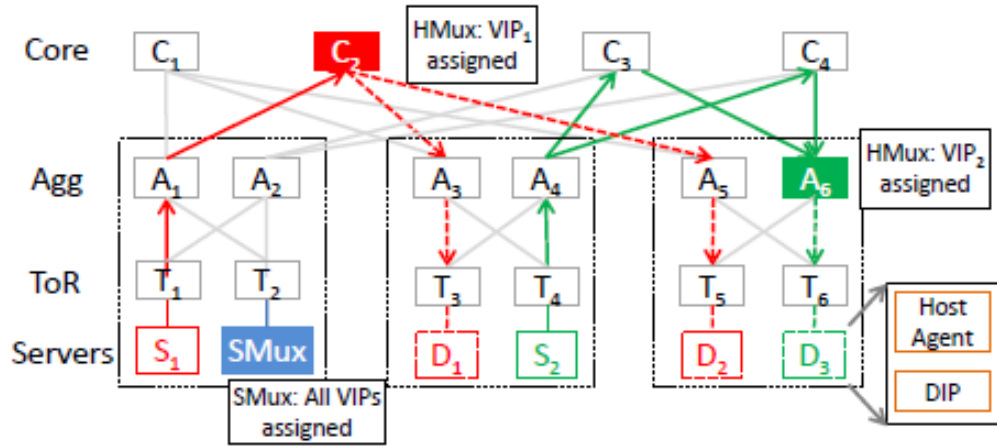 Core
C₁
C₂
HMux: VIP₁
assigned
C₃
C₄
Agg
A₁
A₂
A₃
A₄
A₅
A₆
HMux: VIP₂
assigned
ToR
T₁
T₂
T₃
T₄
T₅
T₆
Servers
S₁
SMux
D₁
S₂
D₂
D₃
Host
Agent
DIP
SMux: All VIPs
assigned